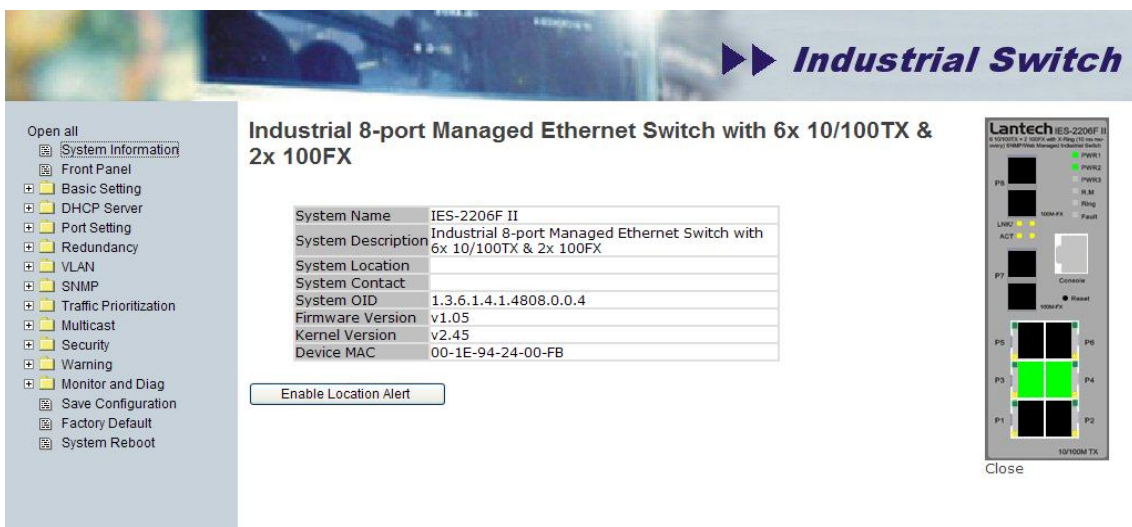 Industrial Switch
Open all
System Information
Front Panel
Basic Setting
DHCP Server
Port Setting
Redundancy
VLAN
SNMP
Traffic Prioritization
Multicast
Security
Warning
Monitor and Diag
Save Configuration
Factory Default
System Reboot
Industrial 8-port Managed Ethernet Switch with 6x 10/100TX &
2x 100FX
System Name IES-2206F II
System Description Industrial 8-port Managed Ethernet Switch with
6x 10/100TX & 2x 100FX
System Location
System Contact
System OID 1.3.6.1.4.1.4808.0.0.4
Firmware Version v1.05
Kernel Version v2.45
Device MAC 00-1E-94-24-00-FB
Enable Location Alert
Lantech IES-2206F II
PWR1
PWR2
PWR3
R.M
Ring
Fault
P8
100M-FX
ACT
P7
Console
Reset
100M-FX
P5 P6
P3 P4
P1 P2
10/100M TX
Close